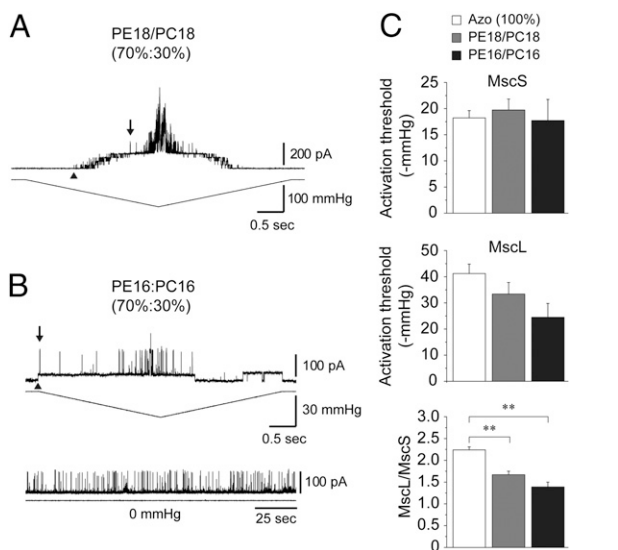 A
PE18/PC18
(70%:30%)
200 pA
100 mmHg
0.5 sec
B
PE16:PC16
(70%:30%)
100 pA
30 mmHg
0.5 sec
100 pA
0 mmHg
25 sec
C
Azo (100%)
PE18/PC18
PE16/PC16
MscS
Activation threshold
(-mmHg)
25
20
15
10
5
0
MscL
Activation threshold
(-mmHg)
50
40
30
20
10
0
MscL/MscS
3.0
2.5
2.0
1.5
1.0
0.5
0
**
**